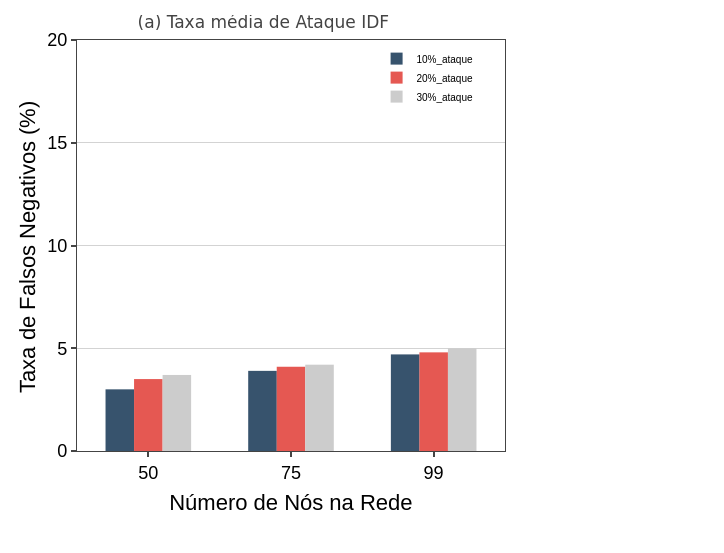 (a) Taxa média de Ataque IDF
10%_ataque
20%_ataque
30%_ataque
Taxa de Falsos Negativos (%)
20
15
10
5
0
50 75 99
Número de Nós na Rede